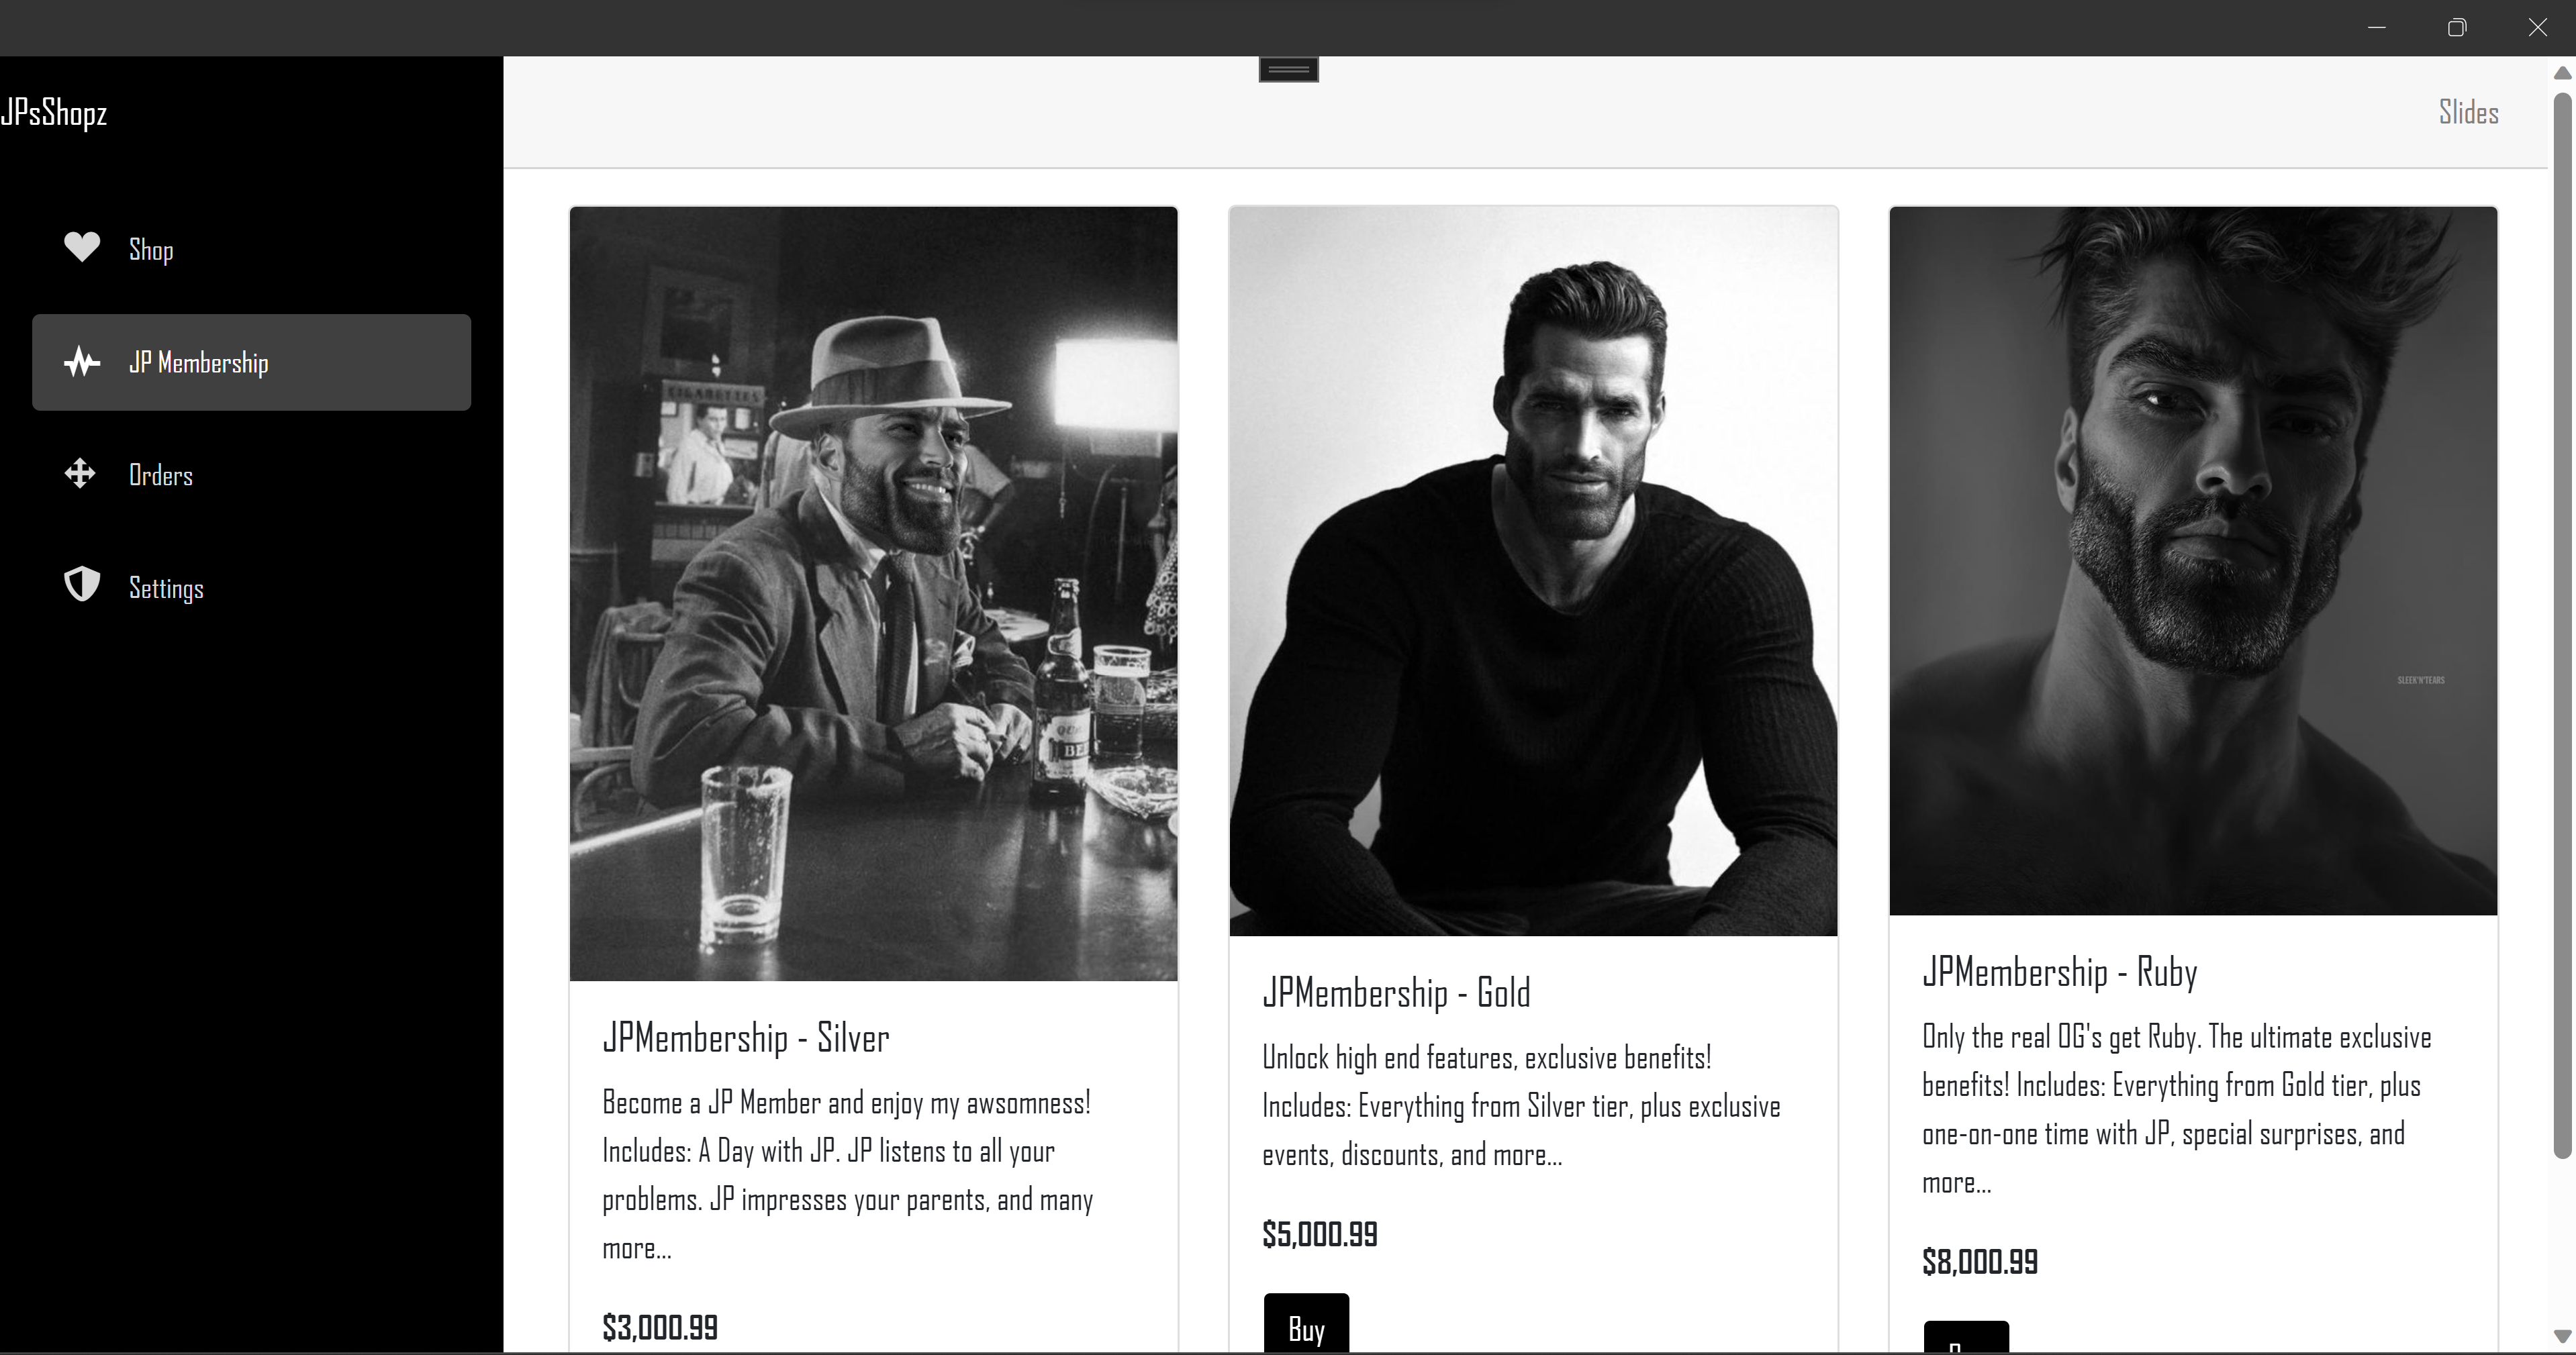 JPsShopz
Slides
Shop
JP Membership
Orders
Settings
CIGARETTES
BEER
SLEEK'N'TEARS
JPMembership - Silver
Become a JP Member and enjoy my awsomness!
Includes: A Day with JP. JP listens to all your
problems. JP impresses your parents, and many
more...
$3,000.99
JPMembership - Gold
Unlock high end features, exclusive benefits!
Includes: Everything from Silver tier, plus exclusive
events, discounts, and more...
$5,000.99
Buy
JPMembership - Ruby
Only the real OG's get Ruby. The ultimate exclusive
benefits! Includes: Everything from Gold tier, plus
one-on-one time with JP, special surprises, and
more...
$8,000.99